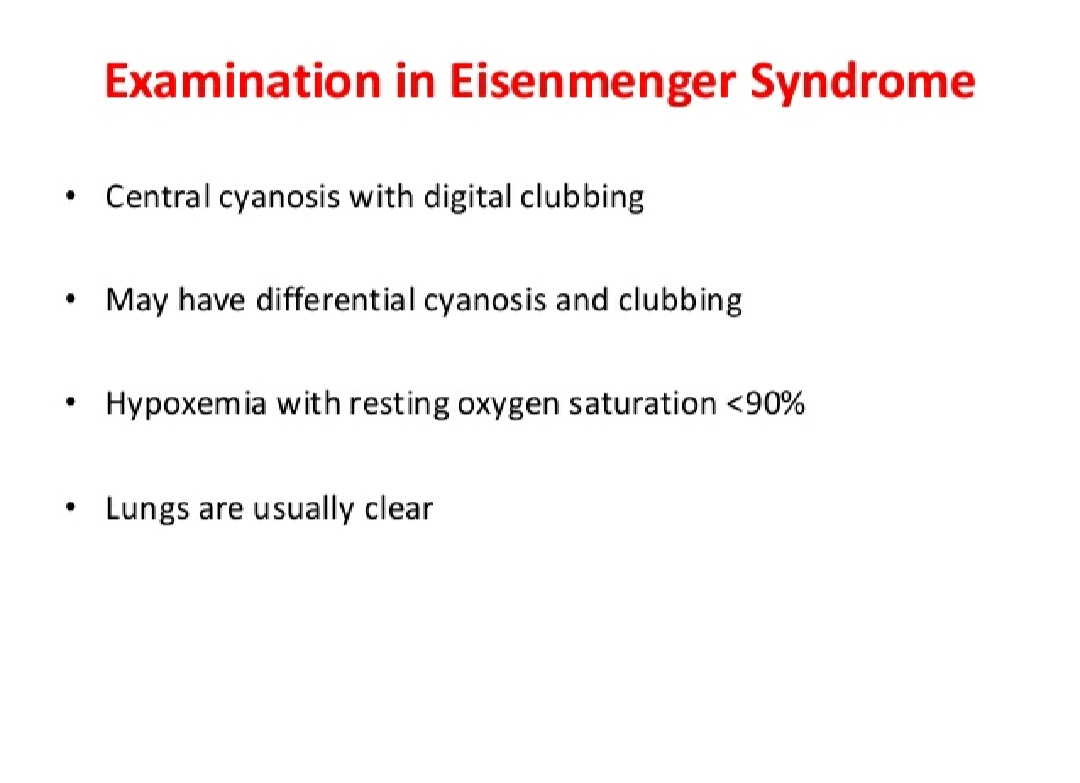 Examination in Eisenmenger Syndrome
• Central cyanosis with digital clubbing
• May have differential cyanosis and clubbing
• Hypoxemia with resting oxygen saturation <90%
• Lungs are usually clear